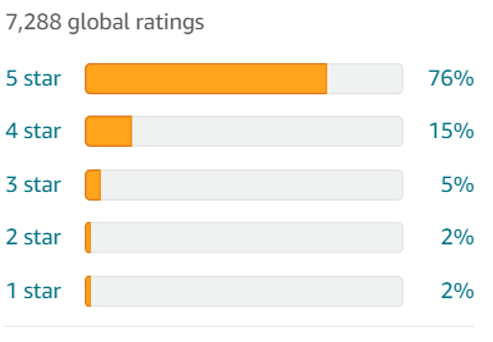 7,288 global ratings
5 star 76%
4 star 15%
3 star 5%
2 star 2%
1 star 2%